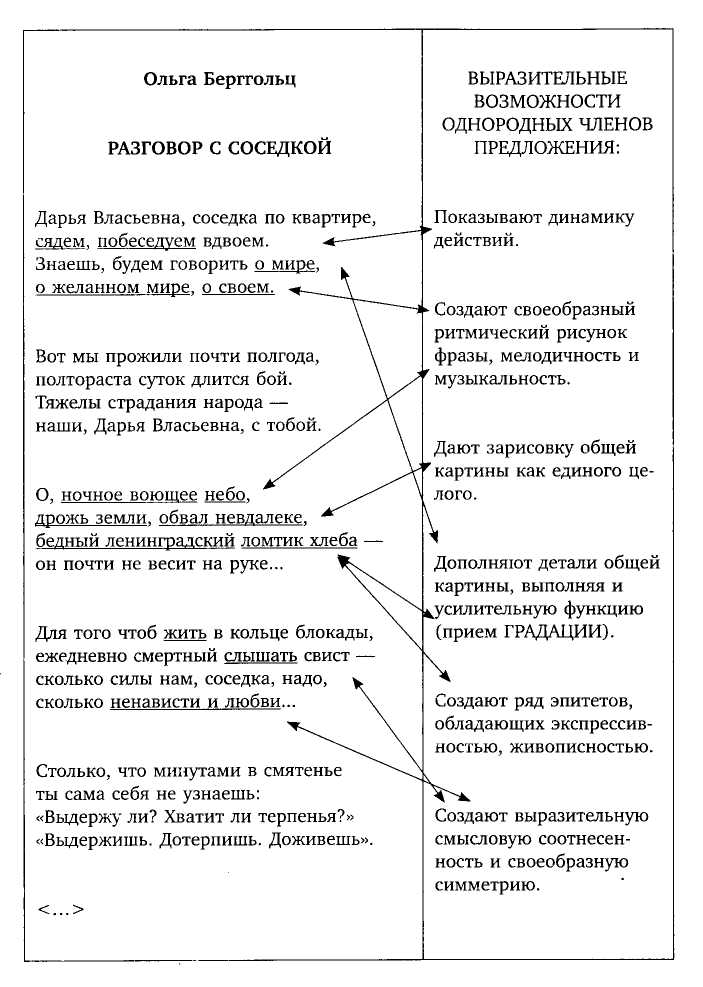 Ольга Берггольц
РАЗГОВОР С СОСЕДКОЙ
Дарья Власьевна, соседка по квартире,
сядем, побеседуем вдвоем.
Знаешь, будем говорить о мире,
о желанном мире, о своем.
Вот мы прожили почти полгода,
полтораста суток длится бой.
Тяжелы страдания народа —
наши, Дарья Власьевна, с тобой.
О, ночное воющее небо,
дрожь земли, обвал невдалеке,
бедный ленинградский ломтик хлеба —
он почти не весит на руке...
Для того чтоб жить в кольце блокады,
ежедневно смертный слышать свист —
сколько силы нам, соседка, надо,
сколько ненависти и любви...
Столько, что минутами в смятенье
ты сама себя не узнаешь:
«Выдержу ли? Хватит ли терпенья?»
«Выдержишь. Дотерпишь. Доживешь».
<...>
ВЫРАЗИТЕЛЬНЫЕ
ВОЗМОЖНОСТИ
ОДНОРОДНЫХ ЧЛЕНОВ
ПРЕДЛОЖЕНИЯ:
Показывают динамику
действий.
Создают своеобразный
ритмический рисунок
фразы, мелодичность и
музыкальность.
Дают зарисовку общей
картины как единого це-
лого.
Дополняют детали общей
картины, выполняя и
усилительную функцию
(прием ГРАДАЦИИ).
Создают ряд эпитетов,
обладающих экспрессив-
ностью, живописностью.
Создают выразительную
смысловую соотнесен-
ность и своеобразную
симметрию.